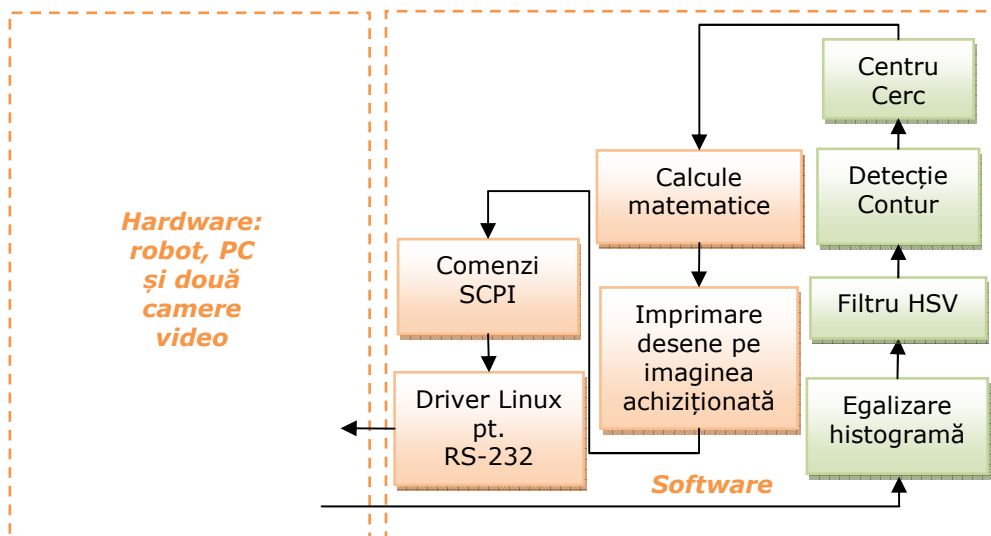 Hardware:
robot, PC
și două
camere
video
Centru
Cerc
Calcule
matematice
Detecție
Contur
Comenzi
SCPI
Imprimare
desene pe
imaginea
achiziționată
Filtru HSV
Driver Linux
pt.
RS-232
Egalizare
histogramă
Software